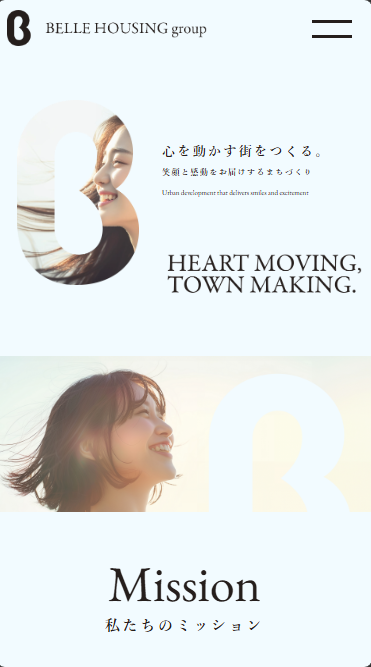 BELLE HOUSING group
心を動かす街をつくる。
笑顔と感動をお届けするまちづくり
Urban development that delivers smiles and excitement
HEART MOVING,
TOWN MAKING.
Mission
私たちのミッション